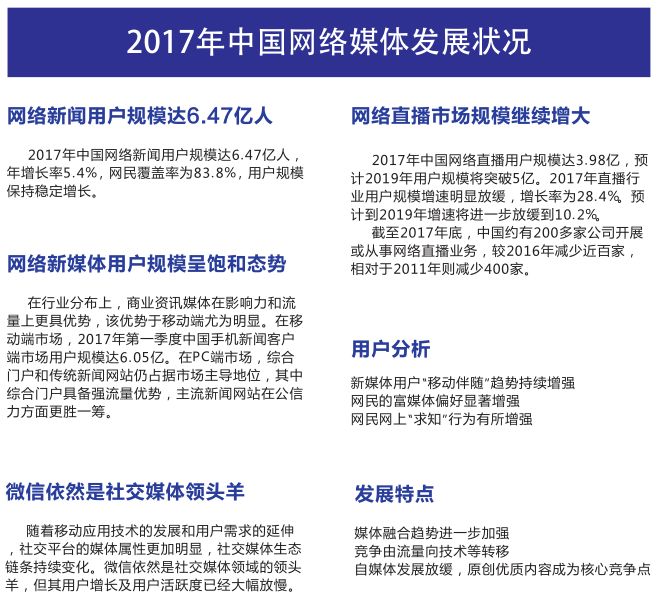 2017年中国网络媒体发展状况
网络新闻用户规模达6.47亿人
2017年中国网络新闻用户规模达6.47亿人，
年增长率5.4%，网民覆盖率为83.8%，用户规模
保持稳定增长。
网络新媒体用户规模呈饱和态势
在行业分布上，商业资讯媒体在影响力和流
量上更具优势，该优势于移动端尤为明显。在移
动端市场，2017年第一季度中国手机新闻客户
端市场用户规模达6.05亿。在PC端市场，综合
门户和传统新闻网站仍占据市场主导地位，其中
综合门户具备强流量优势，主流新闻网站在公信
力方面更胜一筹。
微信依然是社交媒体领头羊
随着移动应用技术的发展和用户需求的延伸
，社交平台的媒体属性更加明显，社交媒体生态
链条持续变化。微信依然是社交媒体领域的领头
羊，但其用户增长及用户活跃度已经大幅放慢。
网络直播市场规模继续增大
2017年中国网络直播用户规模达3.98亿，预
计2019年用户规模将突破5亿。2017年直播行
业用户规模增速明显放缓，增长率为28.4%。预
计到2019年增速将进一步放缓到10.2%。
截至2017年底，中国约有200多家公司开展
或从事网络直播业务，较2016年减少近百家，
相对于2011年则减少400家。
用户分析
新媒体用户“移动伴随”趋势持续增强
网民的富媒体偏好显著增强
网民网上“求知”行为有所增强
发展特点
媒体融合趋势进一步加强
竞争由流量向技术等转移
自媒体发展放缓，原创优质内容成为核心竞争点